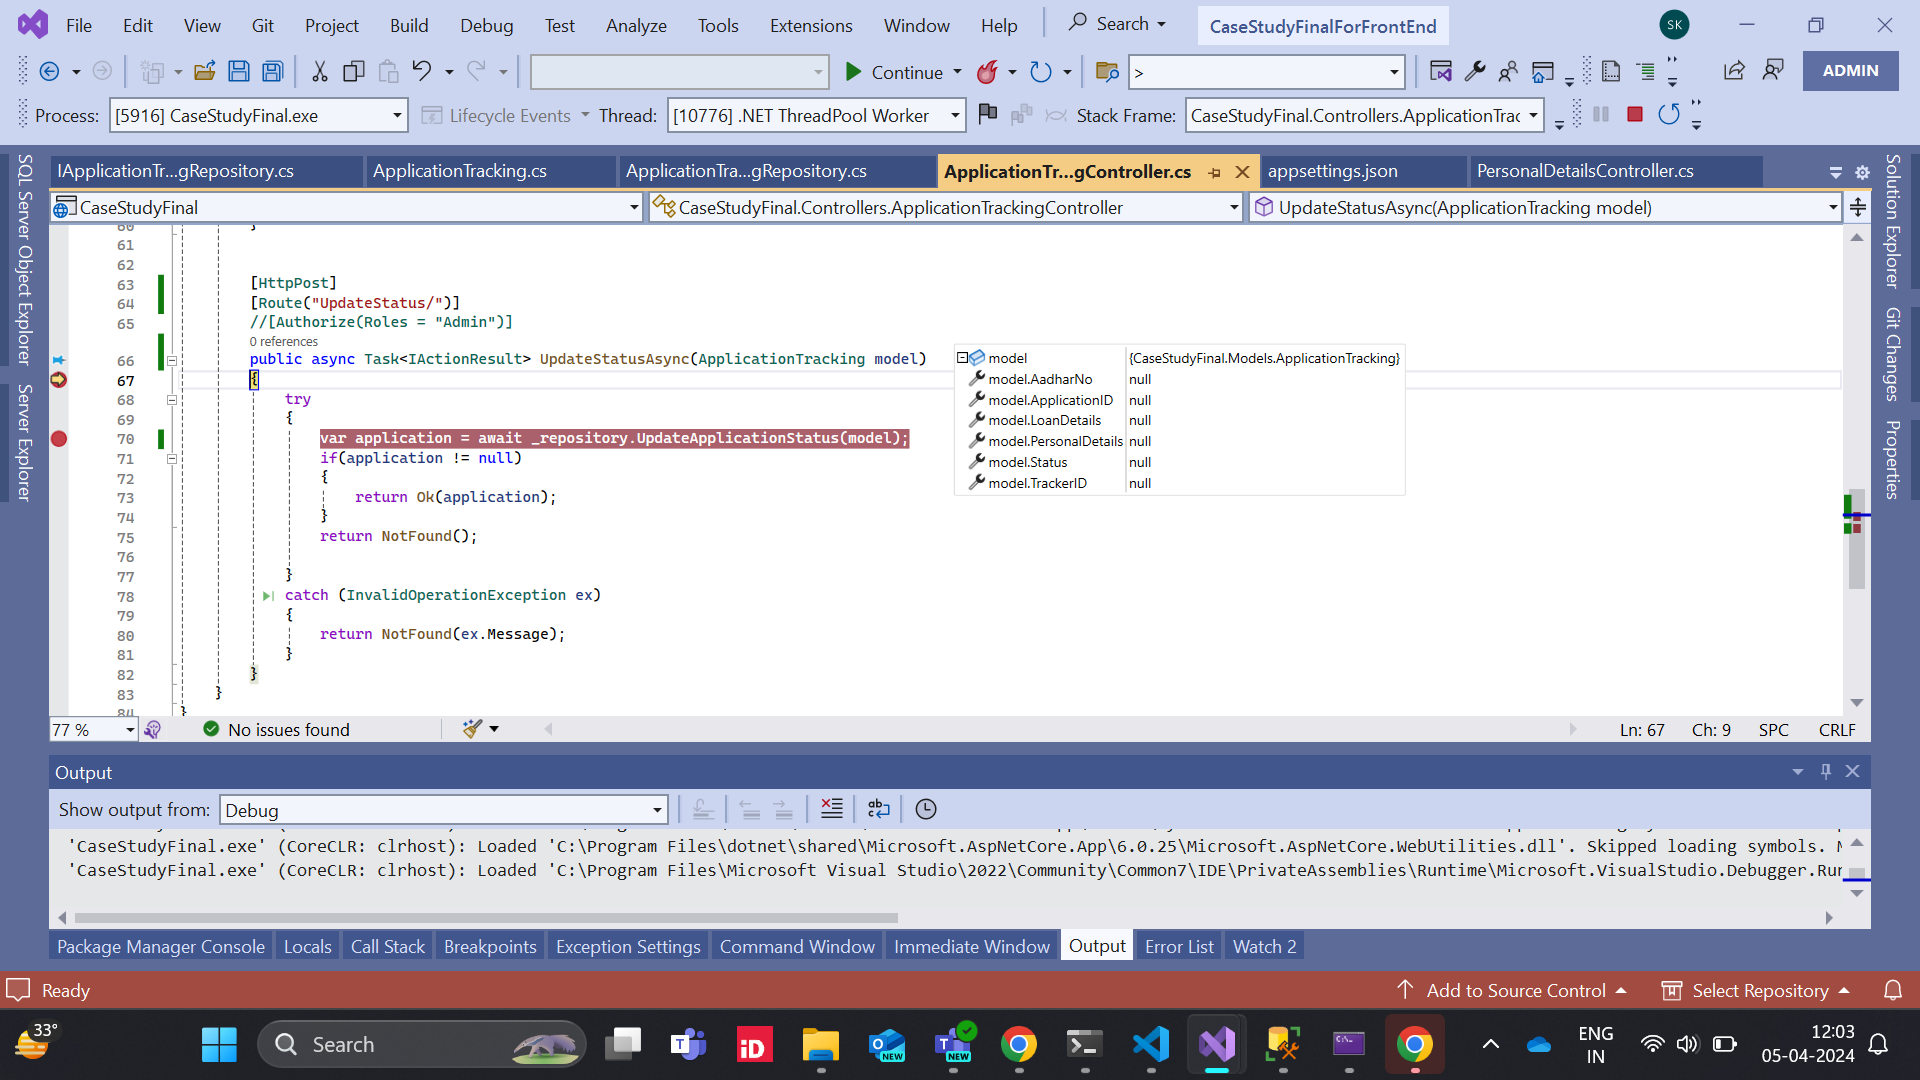 File Edit View Git Project Build Debug Test Analyze Tools Extensions Window Help Search CaseStudyFinalForFrontEnd SK
Continue > ADMIN
Process: [5916] CaseStudyFinal.exe Lifecycle Events Thread: [10776] .NET ThreadPool Worker Stack Frame: CaseStudyFinal.Controllers.ApplicationTrac
SQL Server Object Explorer
Server Explorer
IApplicationTr...gRepository.cs ApplicationTracking.cs ApplicationTra...gRepository.cs ApplicationTr...gController.cs appsettings.json PersonalDetailsController.cs
CaseStudyFinal CaseStudyFinal.Controllers.ApplicationTrackingController UpdateStatusAsync(ApplicationTracking model)
60 }
61
62
63 [HttpPost]
64 [Route("UpdateStatus/")]
65 //[Authorize(Roles = "Admin")]
0 references
66 public async Task<IActionResult> UpdateStatusAsync(ApplicationTracking model)
67 {
68 try
69 {
70 var application = await _repository.UpdateApplicationStatus(model);
71 if(application != null)
72 {
73 return Ok(application);
74 }
75 return NotFound();
76
77 }
78 catch (InvalidOperationException ex)
79 {
80 return NotFound(ex.Message);
81 }
82 }
83 }
84 }
model {CaseStudyFinal.Models.ApplicationTracking}
model.AadharNo null
model.ApplicationID null
model.LoanDetails null
model.PersonalDetails null
model.Status null
model.TrackerID null
Solution Explorer
Git Changes
Properties
77 % No issues found Ln: 67 Ch: 9 SPC CRLF
Output
Show output from: Debug
'CaseStudyFinal.exe' (CoreCLR: clrhost): Loaded 'C:\Program Files\dotnet\shared\Microsoft.AspNetCore.App\6.0.25\Microsoft.AspNetCore.WebUtilities.dll'. Skipped loading symbols.
'CaseStudyFinal.exe' (CoreCLR: clrhost): Loaded 'C:\Program Files\Microsoft Visual Studio\2022\Community\Common7\IDE\PrivateAssemblies\Runtime\Microsoft.VisualStudio.Debugger.Rur
Package Manager Console Locals Call Stack Breakpoints Exception Settings Command Window Immediate Window Output Error List Watch 2
Ready Add to Source Control Select Repository
33° Search iD NEW NEW ENG 12:03
IN 05-04-2024